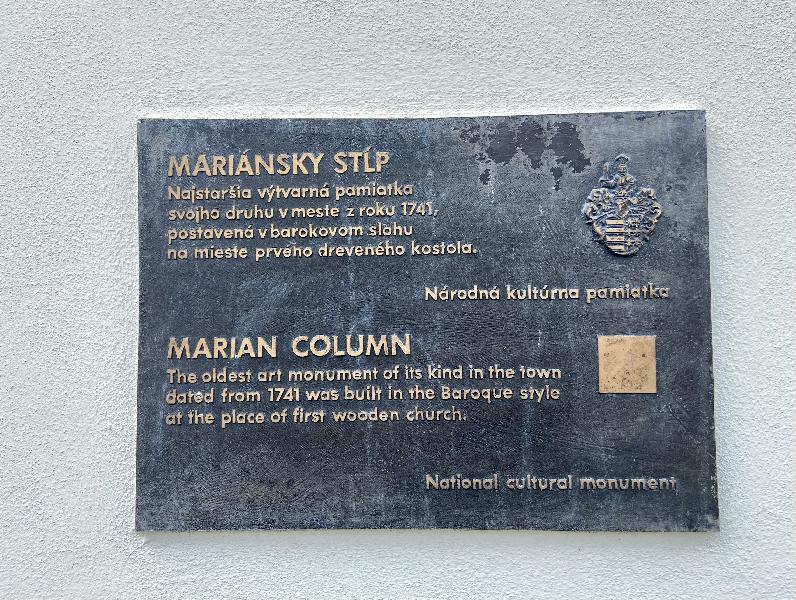 MARIÁNSKY STĹP
Najstaršia výtvarná pamiatka
svojho druhu v meste z roku 1741,
postavená v barokovom slohu
na mieste prvého dreveného kostola.
Národná kultúrna pamiatka
MARIAN COLUMN
The oldest art monument of its kind in the town
dated from 1741 was built in the Baroque style
at the place of first wooden church.
National cultural monument